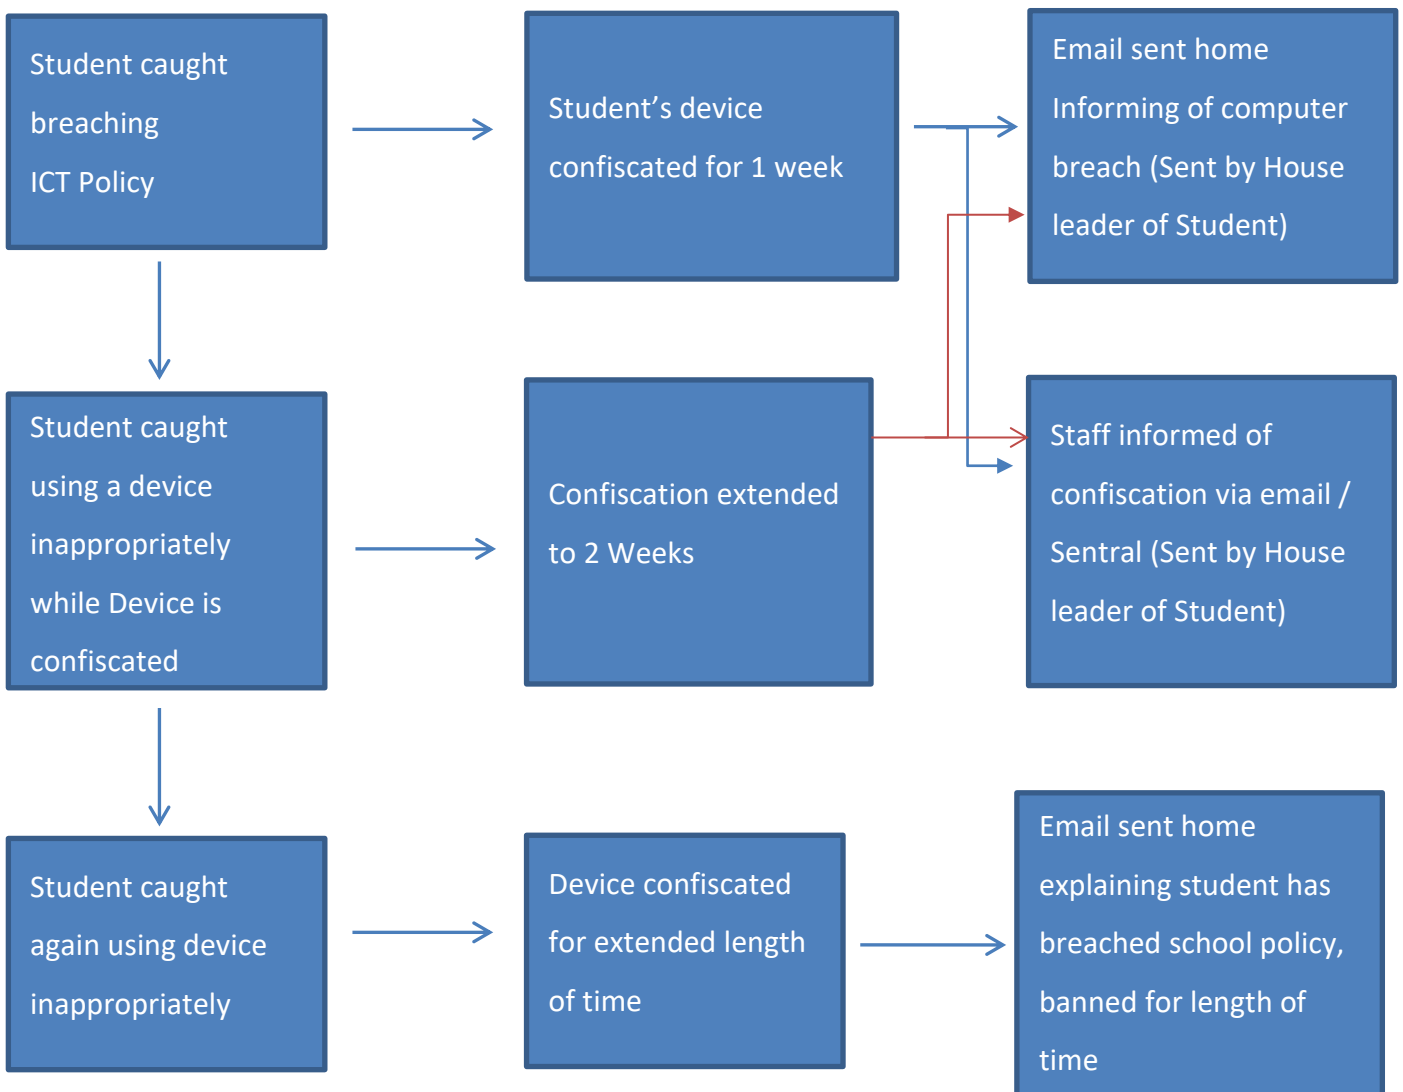 Student caught
breaching
ICT Policy
Student’s device
confiscated for 1 week
Email sent home
Informing of computer
breach (Sent by House
leader of Student)
Student caught
using a device
inappropriately
while Device is
confiscated
Confiscation extended
to 2 Weeks
Staff informed of
confiscation via email /
Sentral (Sent by House
leader of Student)
Student caught
again using device
inappropriately
Device confiscated
for extended length
of time
Email sent home
explaining student has
breached school policy,
banned for length of
time